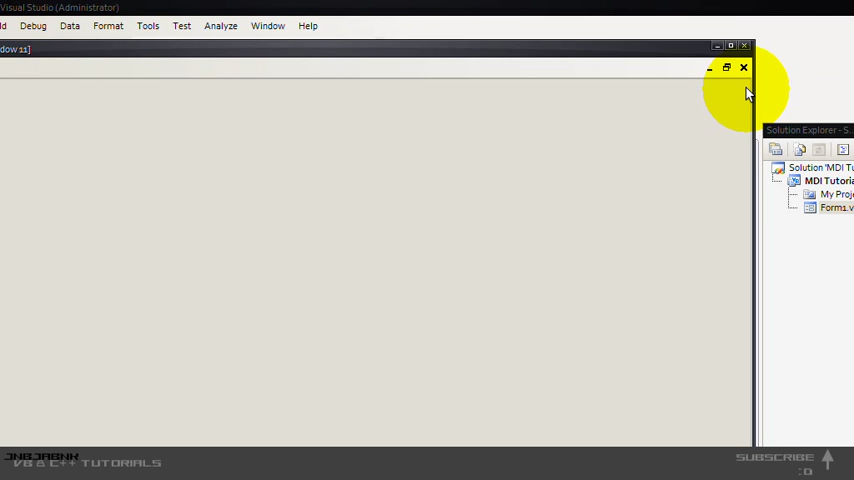 Visual Studio (Administrator)
ld Debug Data Format Tools Test Analyze Window Help
dow 11]
Solution Explorer - S...
Solution 'MDI Tu
MDI Tutoria
My Proje
Form1.v
JNBJABNK
VB & C++ TUTORIALS
SUBSCRIBE
:D